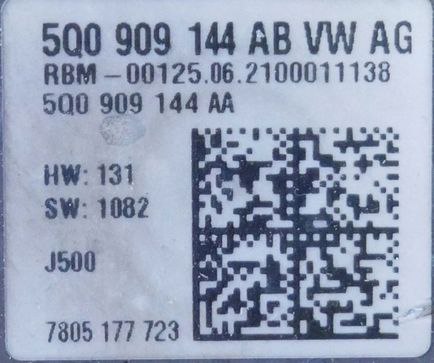 5Q0 909 144 AB VW AG
RBM -00125.06.2100011138
5Q0 909 144 AA
HW: 131
SW: 1082
J500
7805 177 723